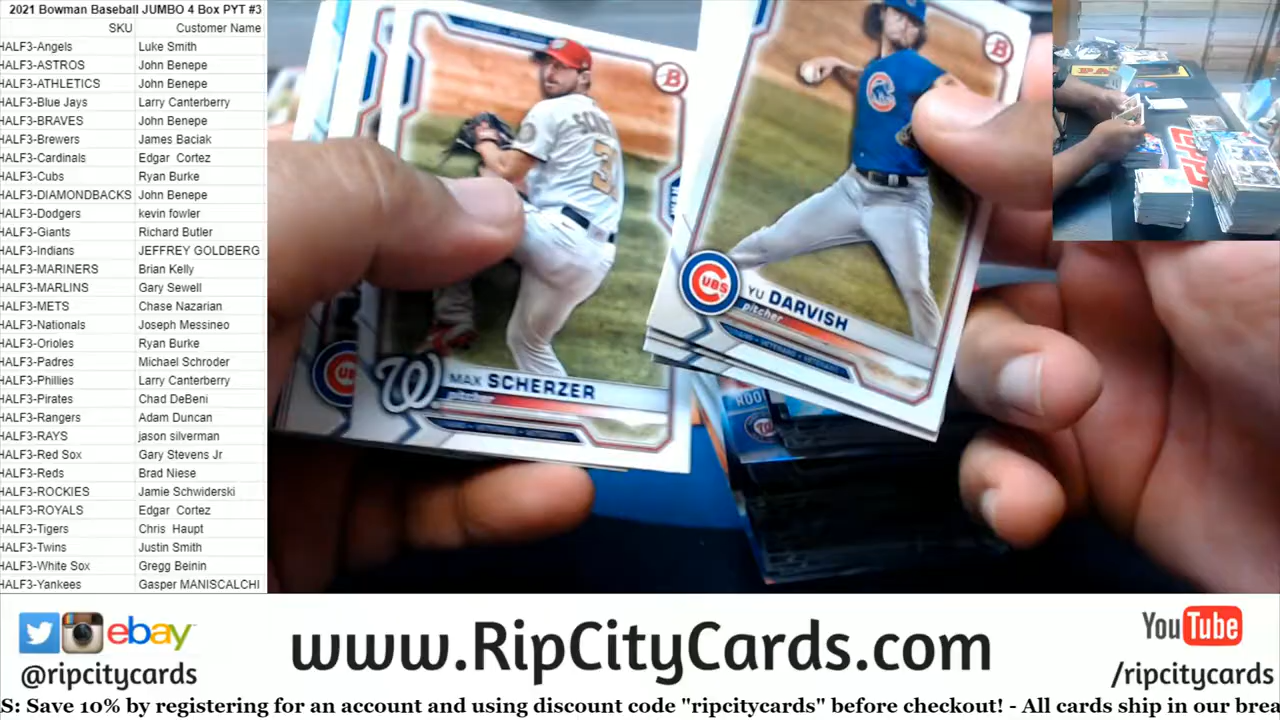 2021 Bowman Baseball JUMBO 4 Box PYT #3
SKU Customer Name
HALF3-Angels Luke Smith
HALF3-ASTROS John Benepe
HALF3-ATHLETICS John Benepe
HALF3-Blue Jays Larry Canterberry
HALF3-BRAVES John Benepe
HALF3-Brewers James Baciak
HALF3-Cardinals Edgar Cortez
HALF3-Cubs Ryan Burke
HALF3-DIAMONDBACKS John Benepe
HALF3-Dodgers kevin fowler
HALF3-Giants Richard Butler
HALF3-Indians JEFFREY GOLDBERG
HALF3-MARINERS Brian Kelly
HALF3-MARLINS Gary Sewell
HALF3-METS Chase Nazarian
HALF3-Nationals Joseph Messineo
HALF3-Orioles Ryan Burke
HALF3-Padres Michael Schroder
HALF3-Phillies Larry Canterberry
HALF3-Pirates Chad DeBeni
HALF3-Rangers Adam Duncan
HALF3-RAYS jason silverman
HALF3-Red Sox Gary Stevens Jr
HALF3-Reds Brad Niese
HALF3-ROCKIES Jamie Schwiderski
HALF3-ROYALS Edgar Cortez
HALF3-Tigers Chris Haupt
HALF3-Twins Justin Smith
HALF3-White Sox Gregg Beinin
HALF3-Yankees Gasper MANISCALCHI
B
B
3
C
CUBS
YU DARVISH
pitcher
W
MAX SCHERZER
pitcher
ebay
@ripcitycards
www.RipCityCards.com
YouTube
/ripcitycards
S: Save 10% by registering for an account and using discount code "ripcitycards" before checkout! - All cards ship in our brea